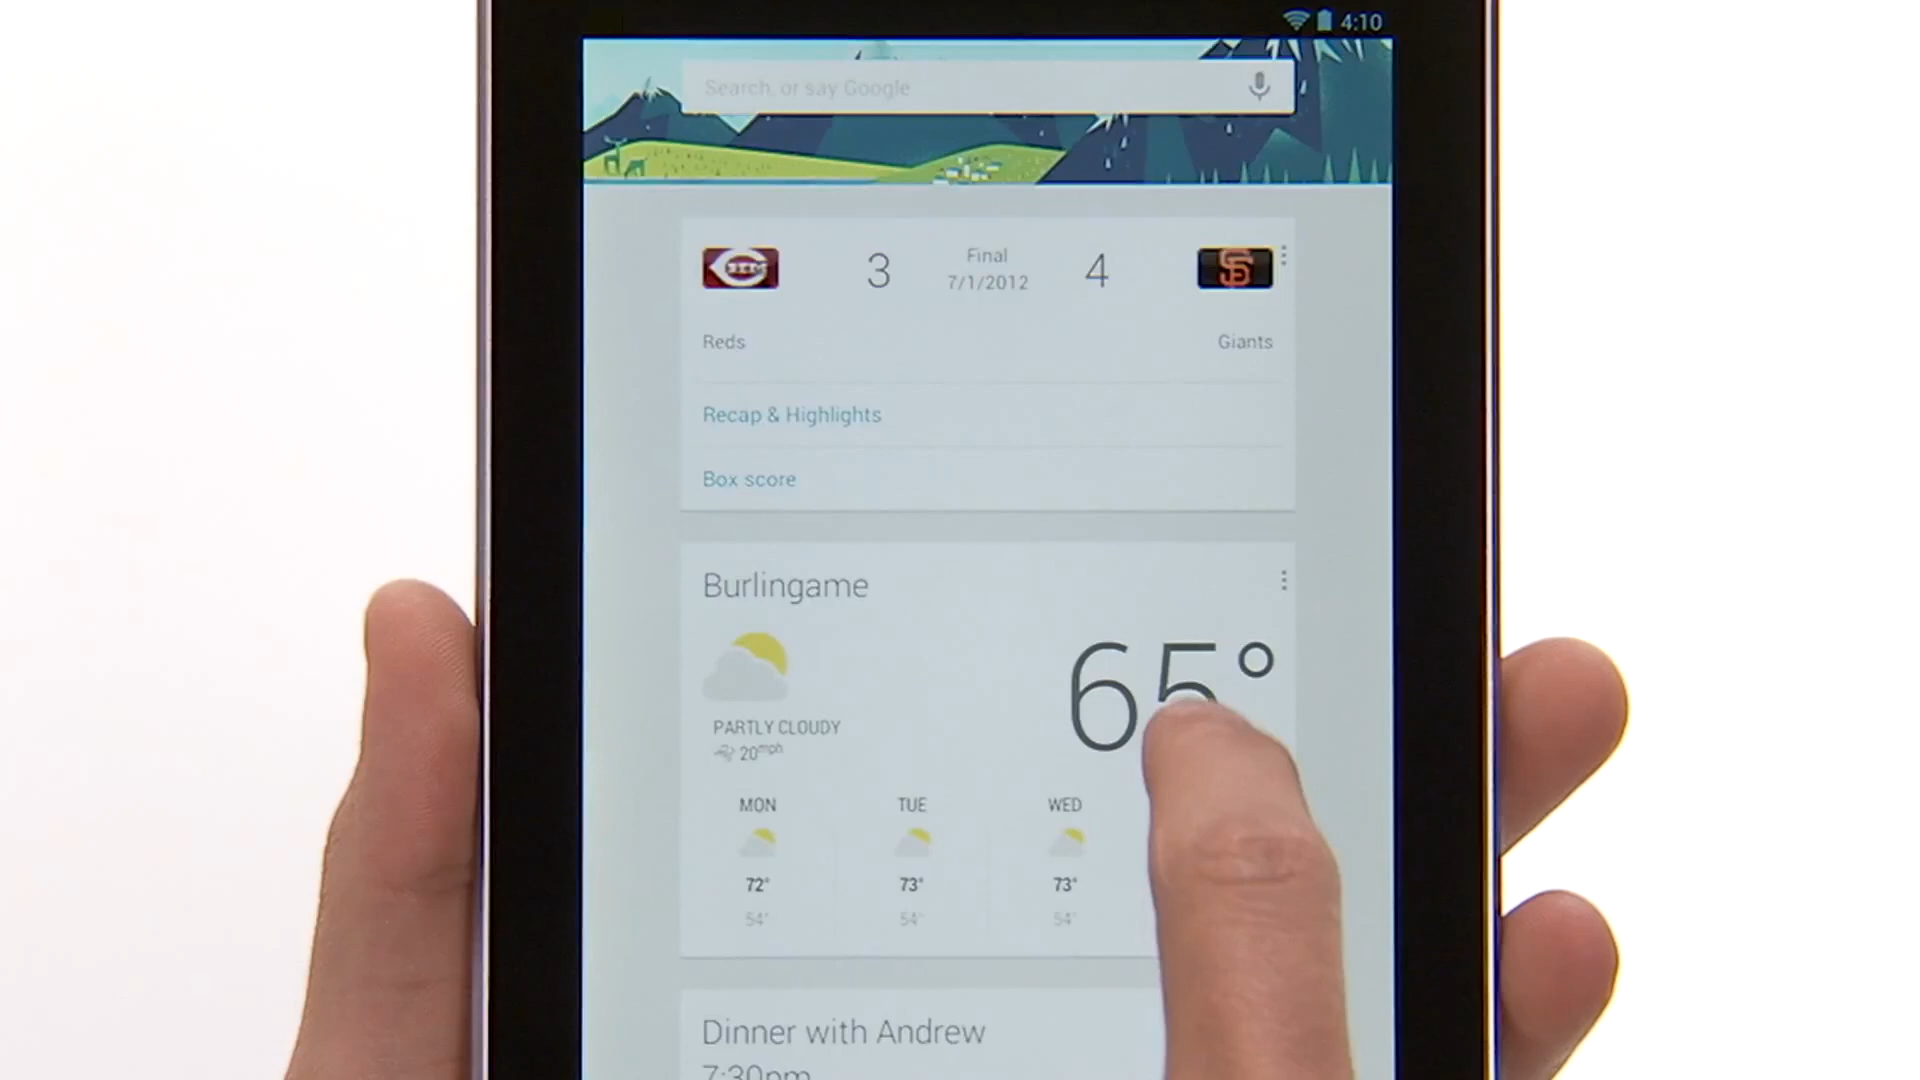 4:10
Search, or say Google
3 Final 4
7/1/2012
Reds Giants
Recap & Highlights
Box score
Burlingame
65°
PARTLY CLOUDY
20mph
MON TUE WED
72° 73° 73°
54° 54° 54°
Dinner with Andrew
7:30pm